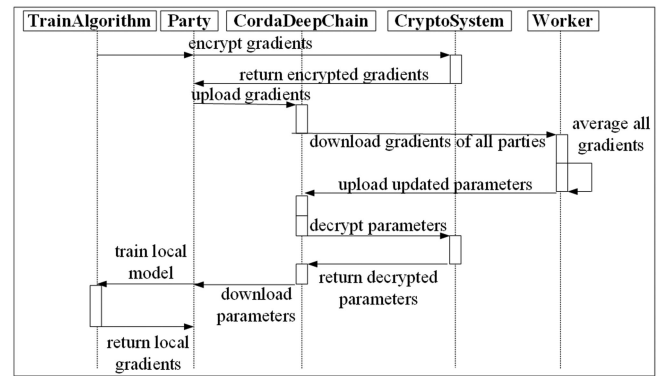 TrainAlgorithm Party CordaDeepChain CryptoSystem Worker
encrypt gradients
return encrypted gradients
upload gradients
download gradients of all parties
average all
gradients
upload updated parameters
decrypt parameters
train local
model
return decrypted
parameters
download
parameters
return local
gradients